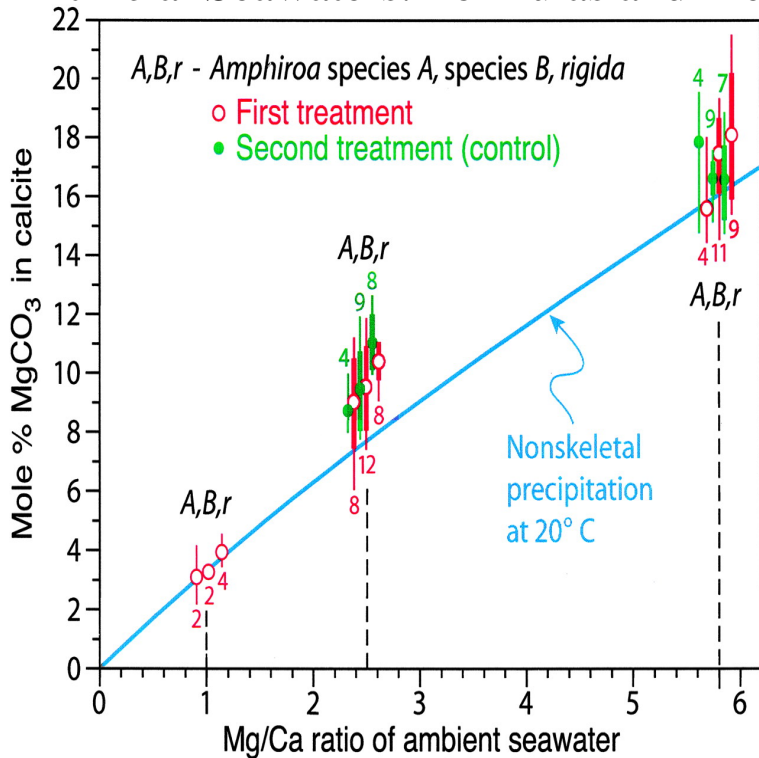 22
20
18
16
14
12
10
8
6
4
2
0
Mole % MgCO3 in calcite
A,B,r - Amphiroa species A, species B, rigida
First treatment
Second treatment (control)
4
9
7
4
11
9
A,B,r
A,B,r
8
9
4
8
12
8
Nonskeletal
precipitation
at 20° C
A,B,r
2
2
4
0 1 2 3 4 5 6
Mg/Ca ratio of ambient seawater